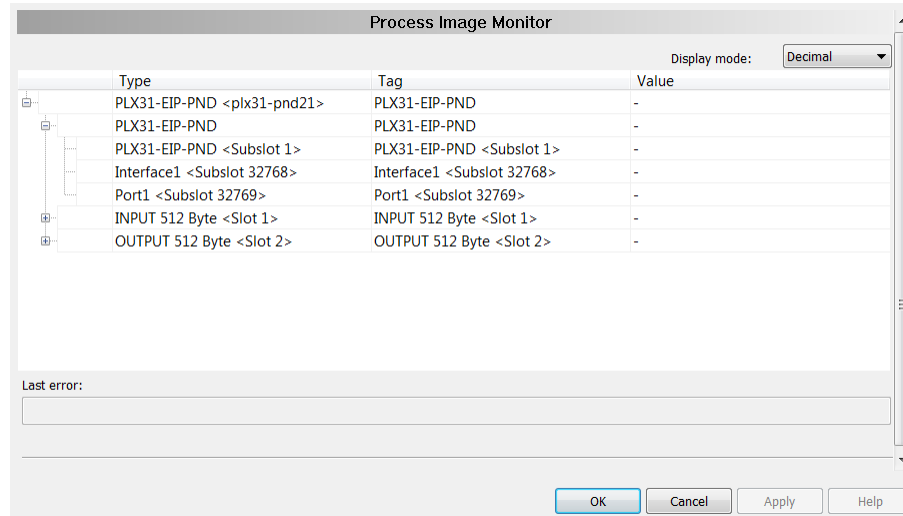 Process Image Monitor
Display mode: Decimal
Type Tag Value
PLX31-EIP-PND <plx31-pnd21> PLX31-EIP-PND -
PLX31-EIP-PND PLX31-EIP-PND -
PLX31-EIP-PND <Subslot 1> PLX31-EIP-PND <Subslot 1> -
Interface1 <Subslot 32768> Interface1 <Subslot 32768> -
Port1 <Subslot 32769> Port1 <Subslot 32769> -
INPUT 512 Byte <Slot 1> INPUT 512 Byte <Slot 1> -
OUTPUT 512 Byte <Slot 2> OUTPUT 512 Byte <Slot 2> -
Last error:
OK Cancel Apply Help